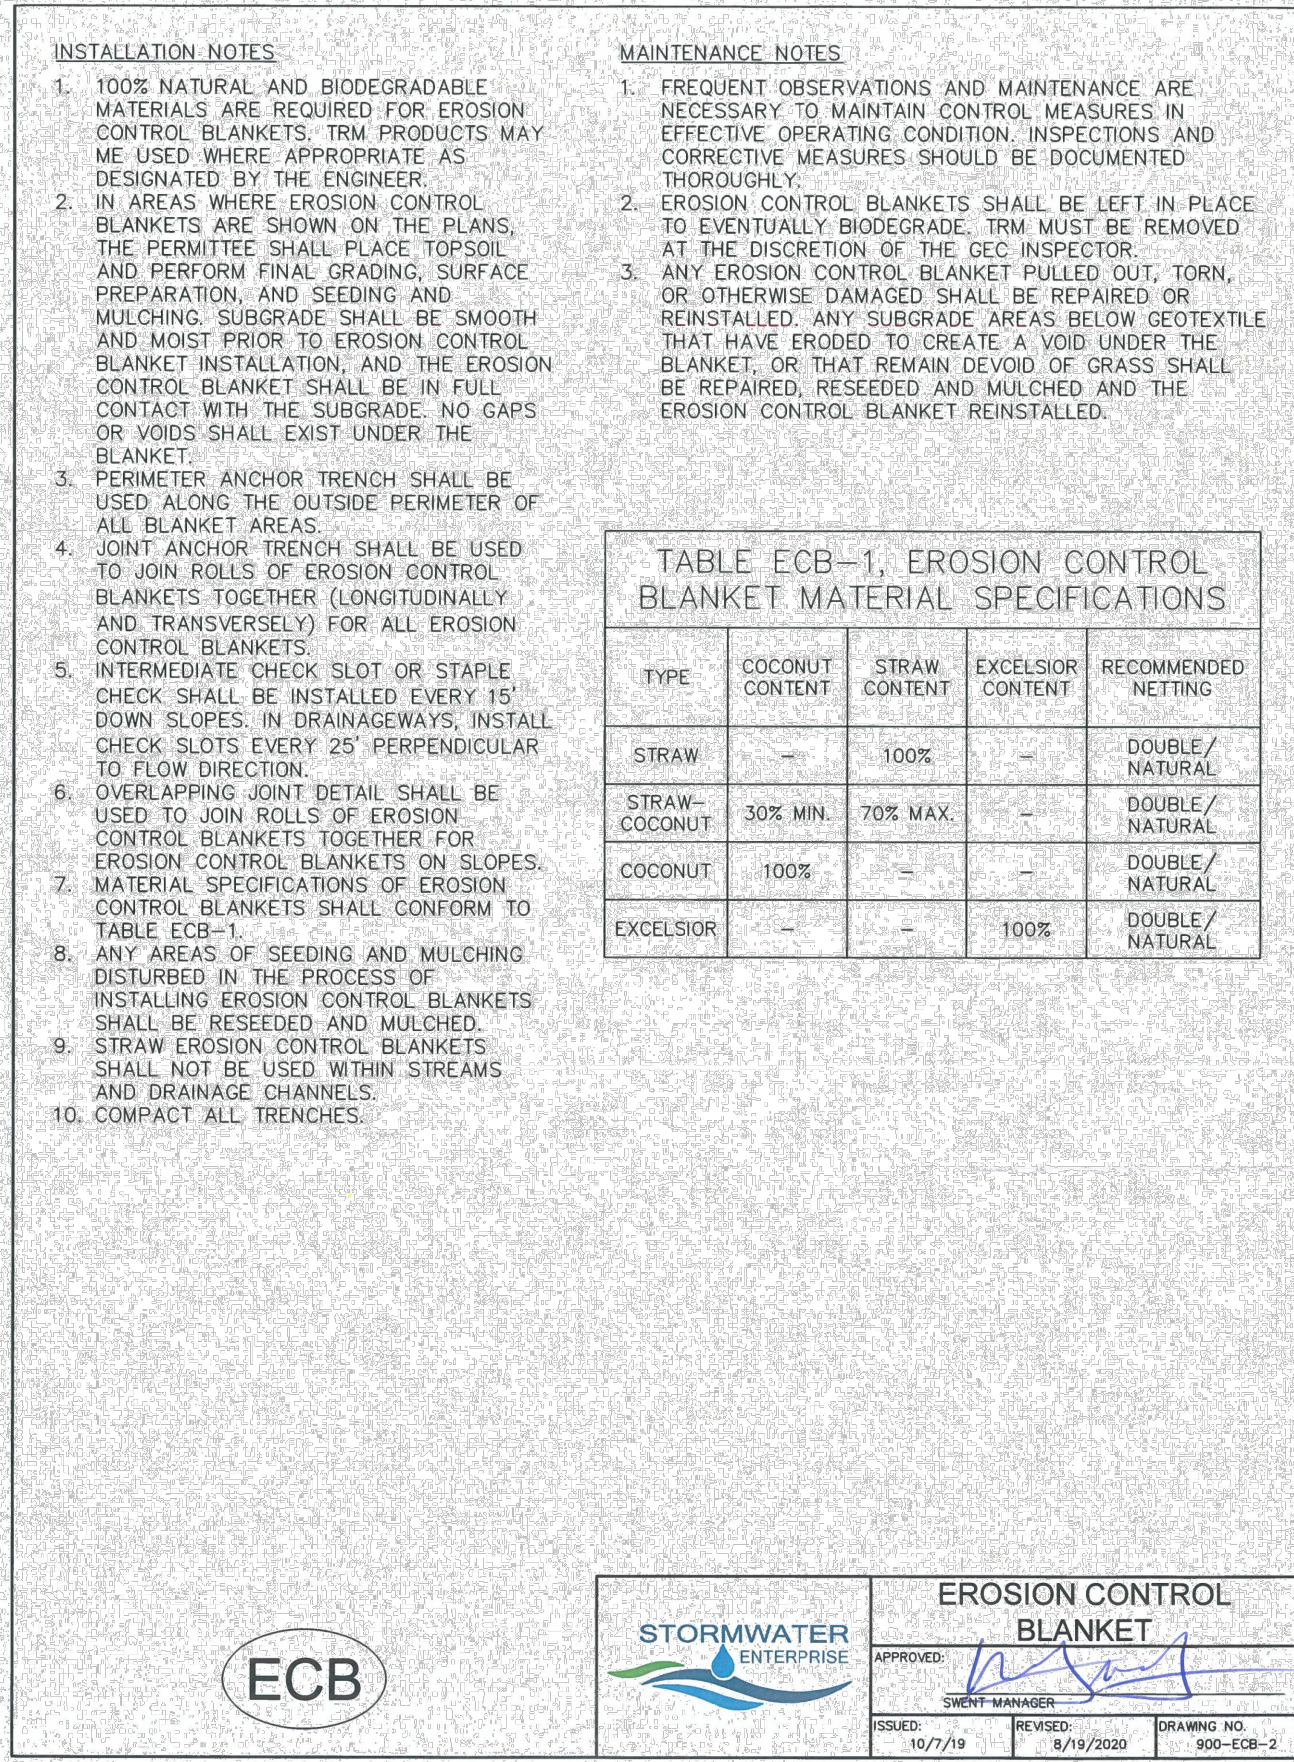 INSTALLATION NOTES
1. 100% NATURAL AND BIODEGRADABLE
MATERIALS ARE REQUIRED FOR EROSION
CONTROL BLANKETS. TRM PRODUCTS MAY
ME USED WHERE APPROPRIATE AS
DESIGNATED BY THE ENGINEER.
2. IN AREAS WHERE EROSION CONTROL
BLANKETS ARE SHOWN ON THE PLANS,
THE PERMITTEE SHALL PLACE TOPSOIL
AND PERFORM FINAL GRADING, SURFACE
PREPARATION, AND SEEDING AND
MULCHING. SUBGRADE SHALL BE SMOOTH
AND MOIST PRIOR TO EROSION CONTROL
BLANKET INSTALLATION, AND THE EROSION
CONTROL BLANKET SHALL BE IN FULL
CONTACT WITH THE SUBGRADE. NO GAPS
OR VOIDS SHALL EXIST UNDER THE
BLANKET.
3. PERIMETER ANCHOR TRENCH SHALL BE
USED ALONG THE OUTSIDE PERIMETER OF
ALL BLANKET AREAS.
4. JOINT ANCHOR TRENCH SHALL BE USED
TO JOIN ROLLS OF EROSION CONTROL
BLANKETS TOGETHER (LONGITUDINALLY
AND TRANSVERSELY) FOR ALL EROSION
CONTROL BLANKETS.
5. INTERMEDIATE CHECK SLOT OR STAPLE
CHECK SHALL BE INSTALLED EVERY 15'
DOWN SLOPES. IN DRAINAGEWAYS, INSTALL
CHECK SLOTS EVERY 25' PERPENDICULAR
TO FLOW DIRECTION.
6. OVERLAPPING JOINT DETAIL SHALL BE
USED TO JOIN ROLLS OF EROSION
CONTROL BLANKETS TOGETHER FOR
EROSION CONTROL BLANKETS ON SLOPES.
7. MATERIAL SPECIFICATIONS OF EROSION
CONTROL BLANKETS SHALL CONFORM TO
TABLE ECB-1.
8. ANY AREAS OF SEEDING AND MULCHING
DISTURBED IN THE PROCESS OF
INSTALLING EROSION CONTROL BLANKETS
SHALL BE RESEEDED AND MULCHED.
9. STRAW EROSION CONTROL BLANKETS
SHALL NOT BE USED WITHIN STREAMS
AND DRAINAGE CHANNELS.
10. COMPACT ALL TRENCHES.
MAINTENANCE NOTES
1. FREQUENT OBSERVATIONS AND MAINTENANCE ARE
NECESSARY TO MAINTAIN CONTROL MEASURES IN
EFFECTIVE OPERATING CONDITION. INSPECTIONS AND
CORRECTIVE MEASURES SHOULD BE DOCUMENTED
THOROUGHLY.
2. EROSION CONTROL BLANKETS SHALL BE LEFT IN PLACE
TO EVENTUALLY BIODEGRADE. TRM MUST BE REMOVED
AT THE DISCRETION OF THE GEC INSPECTOR.
3. ANY EROSION CONTROL BLANKET PULLED OUT, TORN,
OR OTHERWISE DAMAGED SHALL BE REPAIRED OR
REINSTALLED. ANY SUBGRADE AREAS BELOW GEOTEXTILE
THAT HAVE ERODED TO CREATE A VOID UNDER THE
BLANKET, OR THAT REMAIN DEVOID OF GRASS SHALL
BE REPAIRED, RESEEDED AND MULCHED AND THE
EROSION CONTROL BLANKET REINSTALLED.
TABLE ECB-1, EROSION CONTROL
BLANKET MATERIAL SPECIFICATIONS
TYPE COCONUT CONTENT STRAW CONTENT EXCELSIOR CONTENT RECOMMENDED NETTING
STRAW - 100% - DOUBLE/ NATURAL
STRAW- COCONUT 30% MIN. 70% MAX. - DOUBLE/ NATURAL
COCONUT 100% - - DOUBLE/ NATURAL
EXCELSIOR - - 100% DOUBLE/ NATURAL
ECB
STORMWATER
ENTERPRISE
EROSION CONTROL
BLANKET
APPROVED:
SWENT MANAGER
ISSUED: 10/7/19
REVISED: 8/19/2020
DRAWING NO. 900-ECB-2